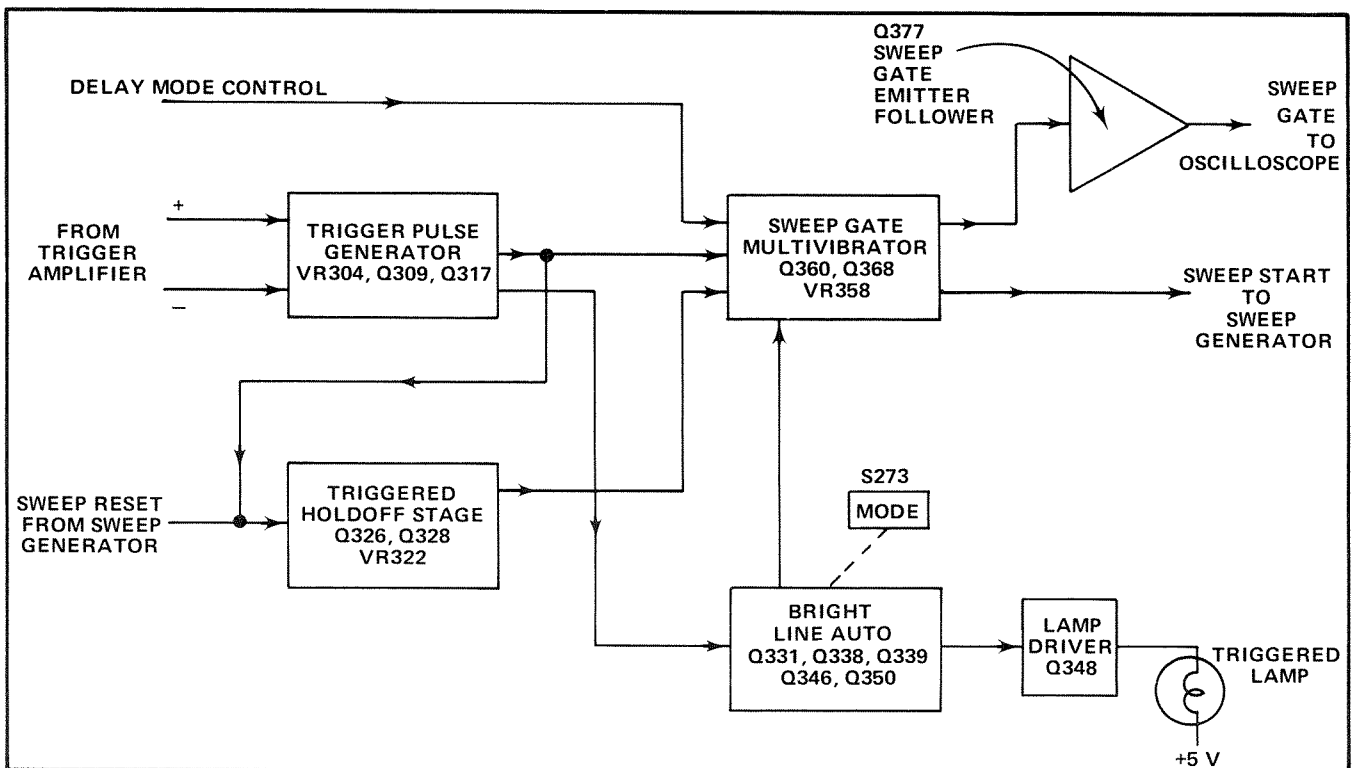 Q377
SWEEP
GATE
EMITTER
FOLLOWER
DELAY MODE CONTROL
SWEEP
GATE
TO
OSCILLOSCOPE
+
FROM
TRIGGER
AMPLIFIER
–
TRIGGER PULSE
GENERATOR
VR304, Q309, Q317
SWEEP GATE
MULTIVIBRATOR
Q360, Q368
VR358
SWEEP START
TO
SWEEP
GENERATOR
SWEEP RESET
FROM SWEEP
GENERATOR
TRIGGERED
HOLDOFF STAGE
Q326, Q328
VR322
S273
MODE
BRIGHT
LINE AUTO
Q331, Q338, Q339
Q346, Q350
LAMP
DRIVER
Q348
TRIGGERED
LAMP
+5 V